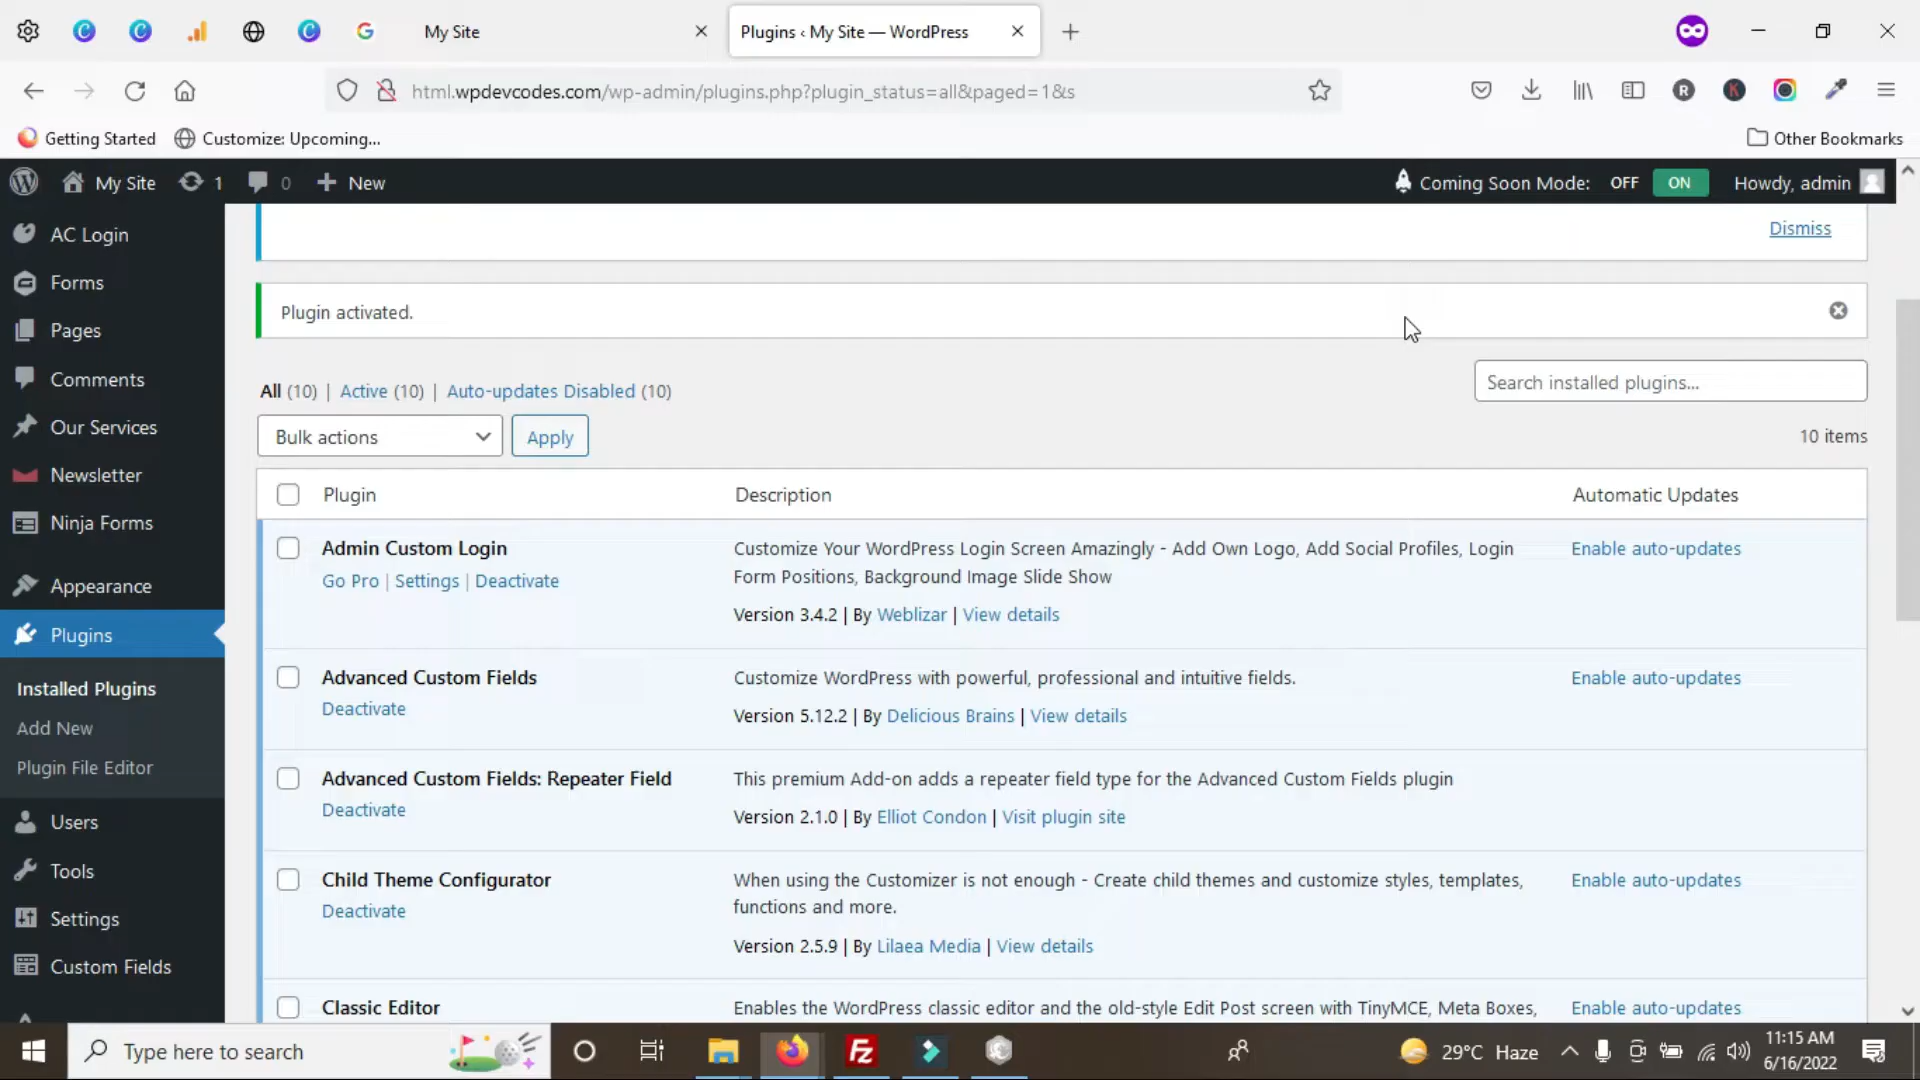 My Site
Plugins ‹ My Site — WordPress
html.wpdevcodes.com/wp-admin/plugins.php?plugin_status=all&paged=1&s
Getting Started
Customize: Upcoming...
Other Bookmarks
My Site
1
0
New
Coming Soon Mode: OFF ON
Howdy, admin
AC Login
Forms
Pages
Comments
Our Services
Newsletter
Ninja Forms
Appearance
Plugins
Installed Plugins
Add New
Plugin File Editor
Users
Tools
Settings
Custom Fields
Dismiss
Plugin activated.
All (10) | Active (10) | Auto-updates Disabled (10)
Search installed plugins...
Bulk actions
Apply
10 items
Plugin
Description
Automatic Updates
Admin Custom Login
Go Pro | Settings | Deactivate
Customize Your WordPress Login Screen Amazingly - Add Own Logo, Add Social Profiles, Login
Form Positions, Background Image Slide Show
Version 3.4.2 | By Weblizar | View details
Enable auto-updates
Advanced Custom Fields
Deactivate
Customize WordPress with powerful, professional and intuitive fields.
Version 5.12.2 | By Delicious Brains | View details
Enable auto-updates
Advanced Custom Fields: Repeater Field
Deactivate
This premium Add-on adds a repeater field type for the Advanced Custom Fields plugin
Version 2.1.0 | By Elliot Condon | Visit plugin site
Child Theme Configurator
Deactivate
When using the Customizer is not enough - Create child themes and customize styles, templates,
functions and more.
Version 2.5.9 | By Lilaea Media | View details
Enable auto-updates
Classic Editor
Enables the WordPress classic editor and the old-style Edit Post screen with TinyMCE, Meta Boxes,
Enable auto-updates
Type here to search
29°C Haze
11:15 AM
6/16/2022